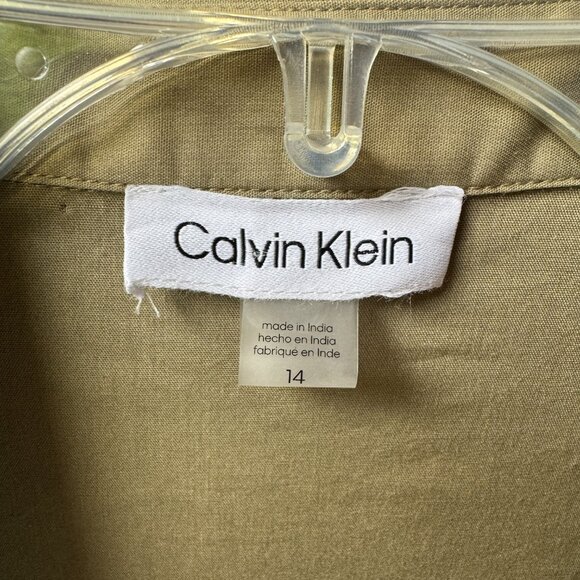 Calvin Klein
made in India
hecho en India
fabriqué en Inde
14